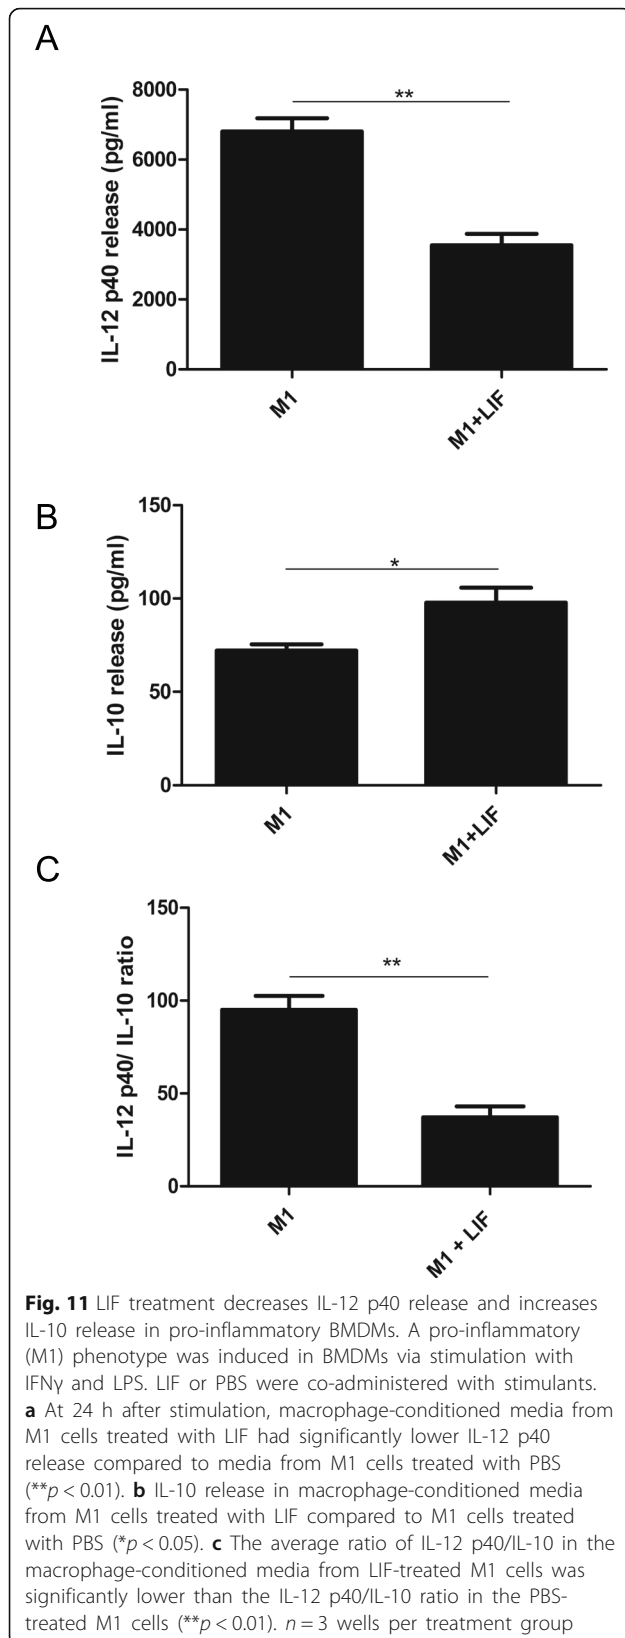 A
IL-12 p40 release (pg/ml)
8000
6000
4000
2000
0
**
M1
M1+LIF
B
IL-10 release (pg/ml)
150
100
50
0
*
M1
M1+LIF
C
IL-12 p40/ IL-10 ratio
150
100
50
0
**
M1
M1 + LIF
Fig. 11 LIF treatment decreases IL-12 p40 release and increases
IL-10 release in pro-inflammatory BMDMs. A pro-inflammatory
(M1) phenotype was induced in BMDMs via stimulation with
IFNγ and LPS. LIF or PBS were co-administered with stimulants.
a At 24 h after stimulation, macrophage-conditioned media from
M1 cells treated with LIF had significantly lower IL-12 p40
release compared to media from M1 cells treated with PBS
(**p < 0.01). b IL-10 release in macrophage-conditioned media
from M1 cells treated with LIF compared to M1 cells treated
with PBS (*p < 0.05). c The average ratio of IL-12 p40/IL-10 in the
macrophage-conditioned media from LIF-treated M1 cells was
significantly lower than the IL-12 p40/IL-10 ratio in the PBS-
treated M1 cells (**p < 0.01). n = 3 wells per treatment group